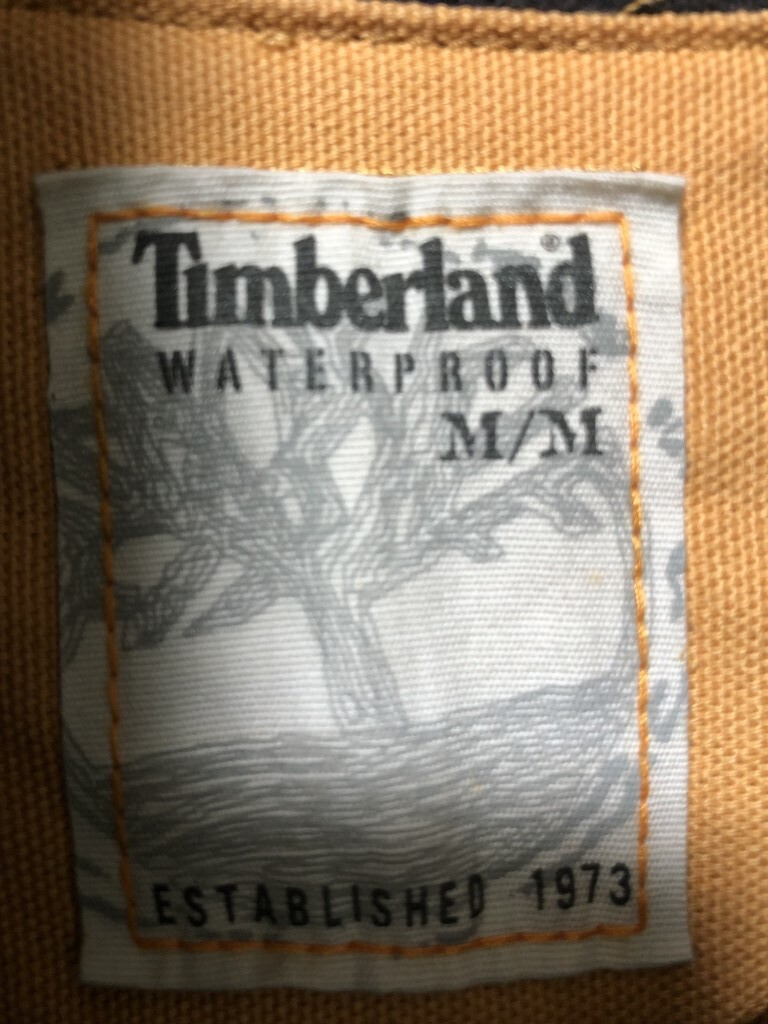 Timberland®
WATERPROOF
M/M
ESTABLISHED 1973